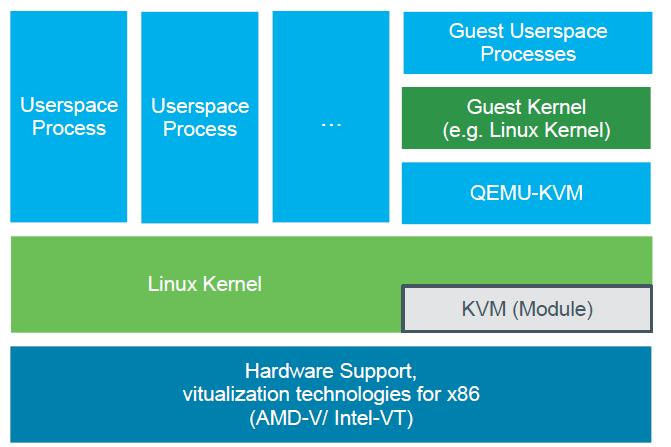 Userspace
Process
Userspace
Process
...
Guest Userspace
Processes
Guest Kernel
(e.g. Linux Kernel)
QEMU-KVM
Linux Kernel
KVM (Module)
Hardware Support,
vitualization technologies for x86
(AMD-V/ Intel-VT)